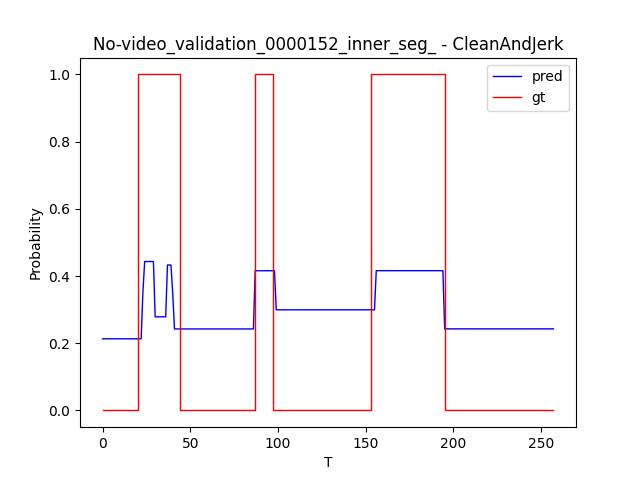 No-video_validation_0000152_inner_seg_ - CleanAndJerk
pred
gt
1.0
0.8
0.6
0.4
0.2
0.0
Probability
0
50
100
150
200
250
T